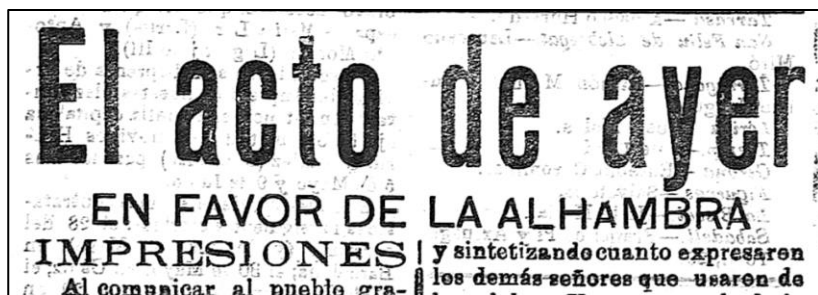 El acto de ayer
EN FAVOR DE LA ALHAMBRA
IMPRESIONES
Al comunicar al pueblo gra-
y sintetizando cuanto expresaron
los demás señores que usaron de